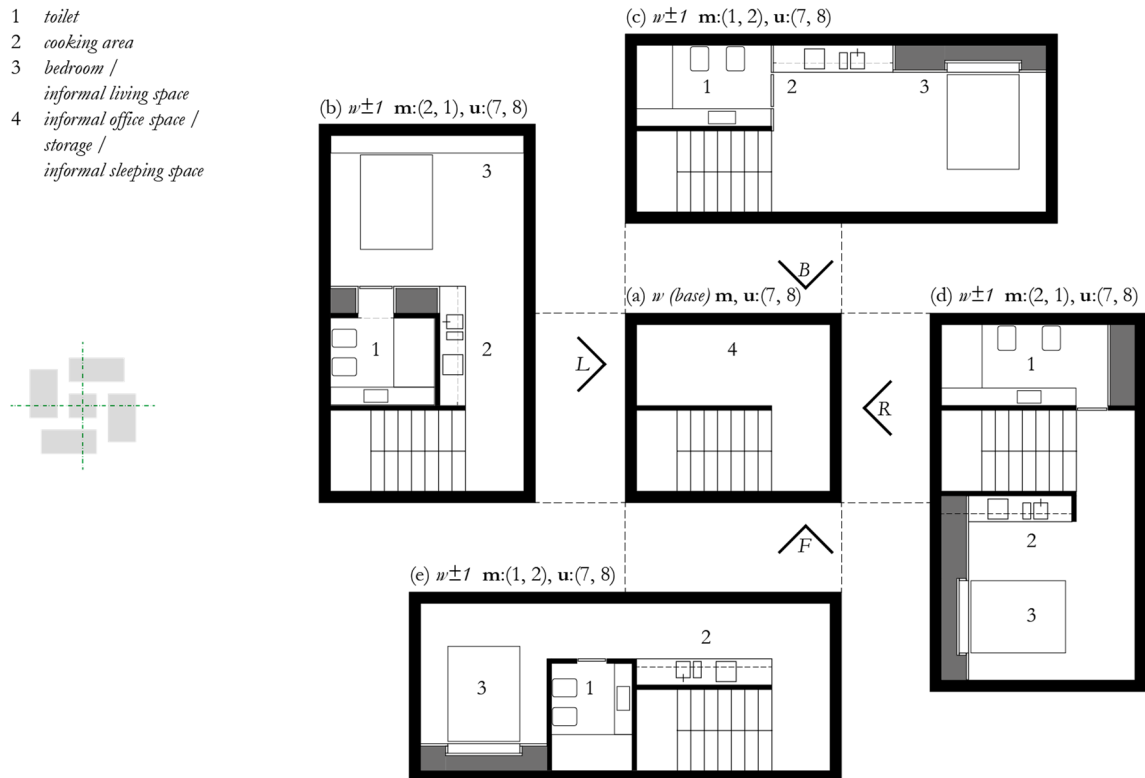 1 toilet
2 cooking area
3 bedroom /
informal living space
4 informal office space /
storage /
informal sleeping space
(c) w±1 m:(1, 2), u:(7, 8)
1 2 3
(b) w±1 m:(2, 1), u:(7, 8)
3
1 2
B
(a) w (base) m, u:(7, 8)
4
L
R
F
(d) w±1 m:(2, 1), u:(7, 8)
1
2
3
(e) w±1 m:(1, 2), u:(7, 8)
2
3 1